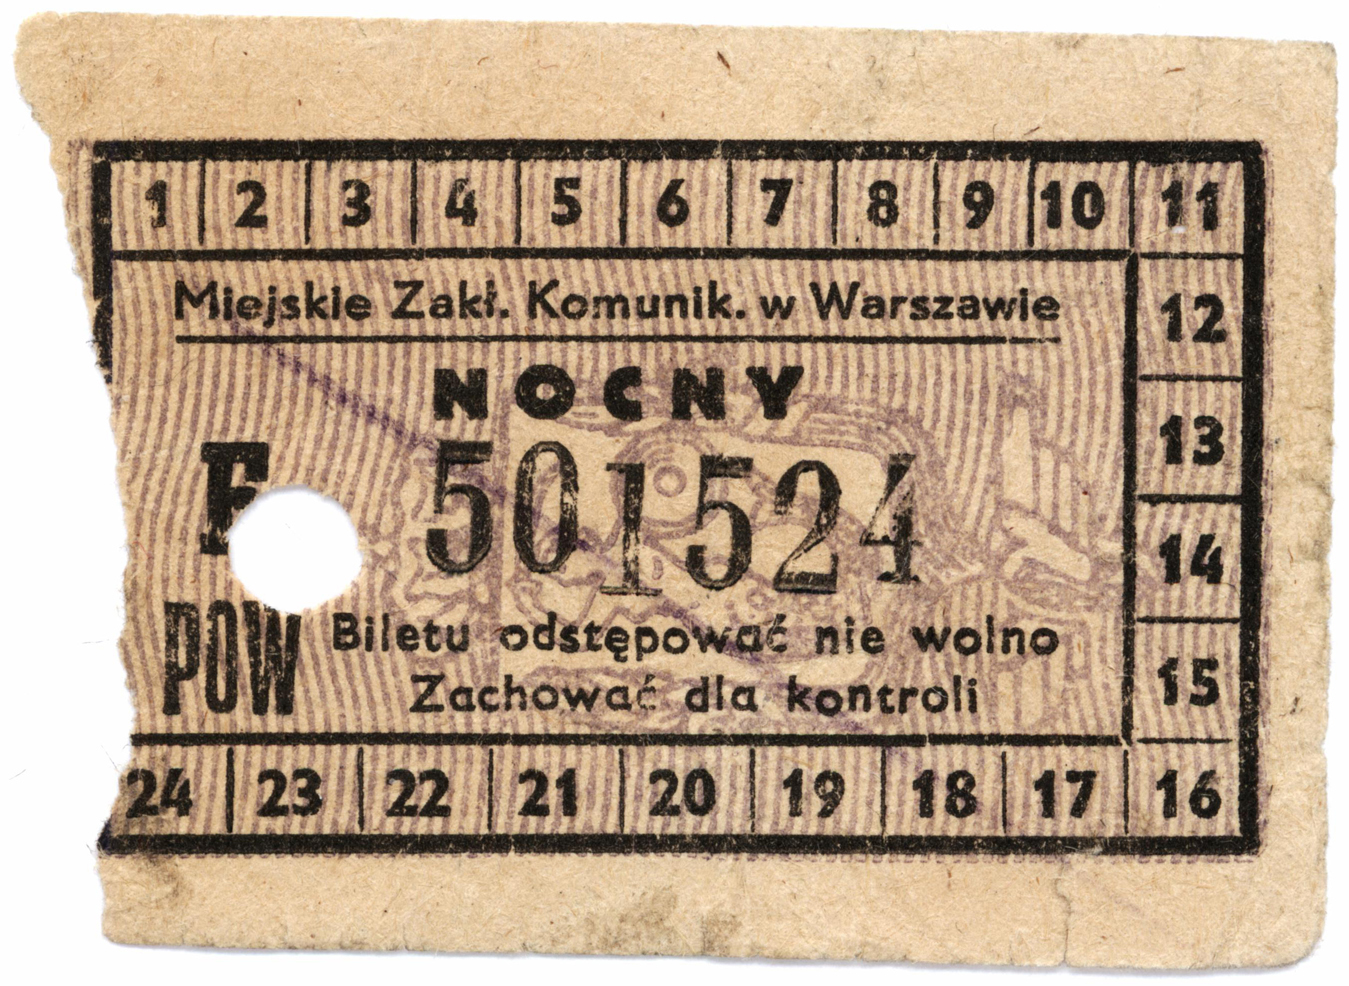 1 2 3 4 5 6 7 8 9 10 11
Miejskie Zakł. Komunik. w Warszawie
12
NOCNY
13
501524
14
POW
Biletu odstępować nie wolno
Zachować dla kontroli
15
24 23 22 21 20 19 18 17 16